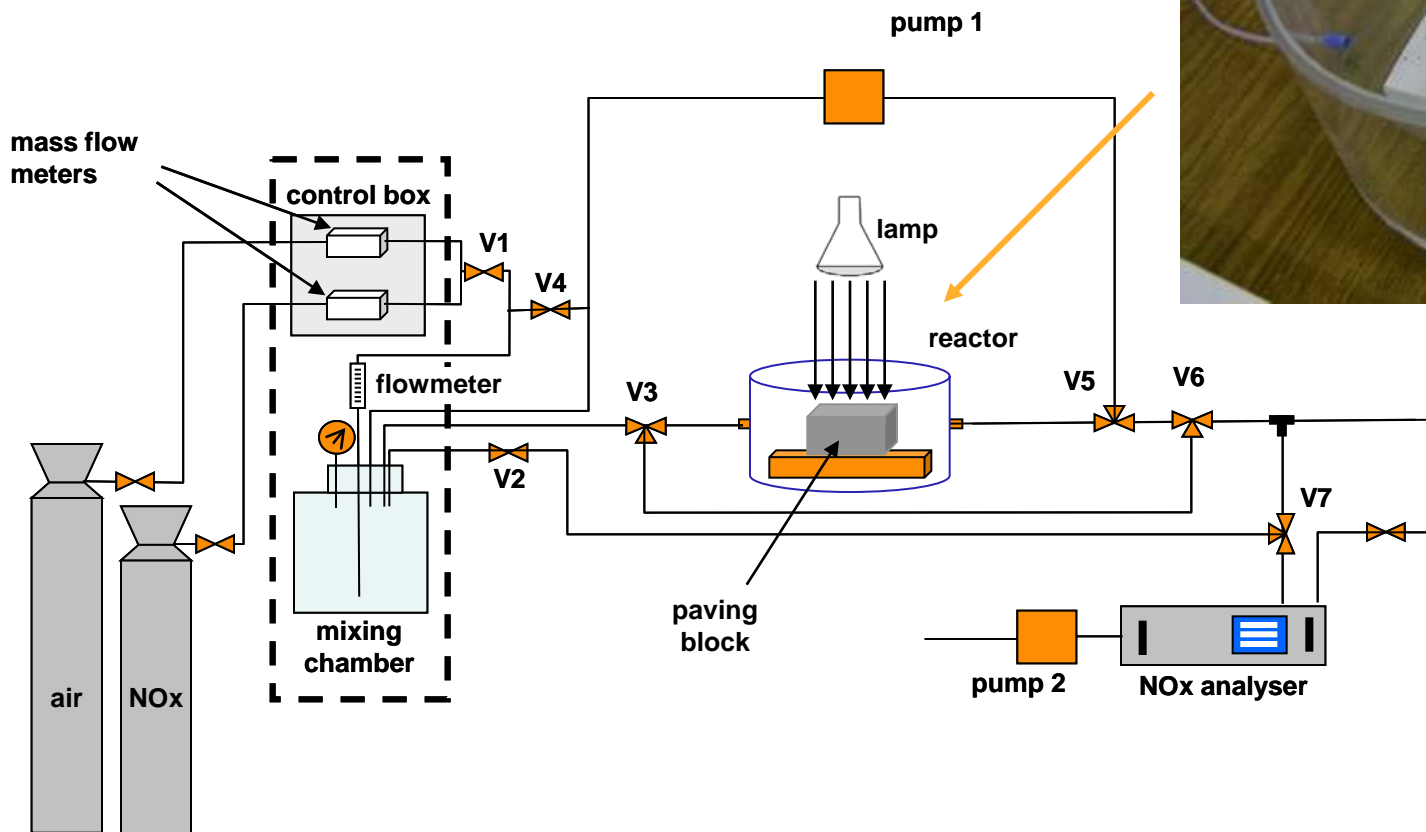 pump 1
mass flow
meters
control box
V1
V4
lamp
reactor
flowmeter
V3
V5
V6
V2
V7
mixing
chamber
paving
block
pump 2
NOx analyser
air
NOx